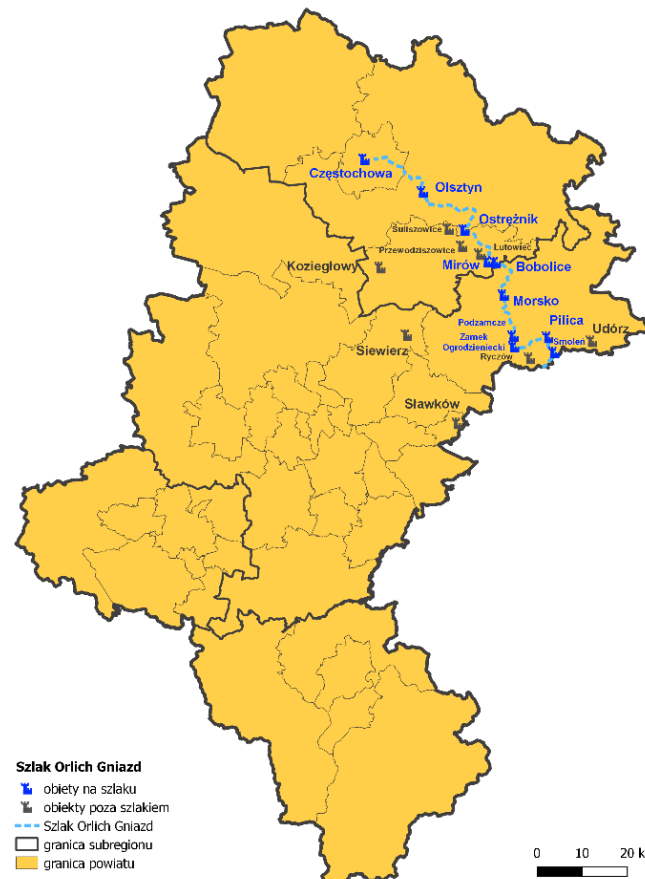 Częstochowa
Olsztyn
Suliszowice
Ostrężnik
Przewodziszowice
Lutowiec
Koziegłowy
Mirów
Bobolice
Morsko
Podzamcze
Pilica
Udórz
Siewierz
Zamek
Ogrodzieniecki
Smoleń
Ryczów
Sławków
Szlak Orlich Gniazd
obiety na szlaku
obiekty poza szlakiem
Szlak Orlich Gniazd
granica subregionu
granica powiatu
0 10 20 k